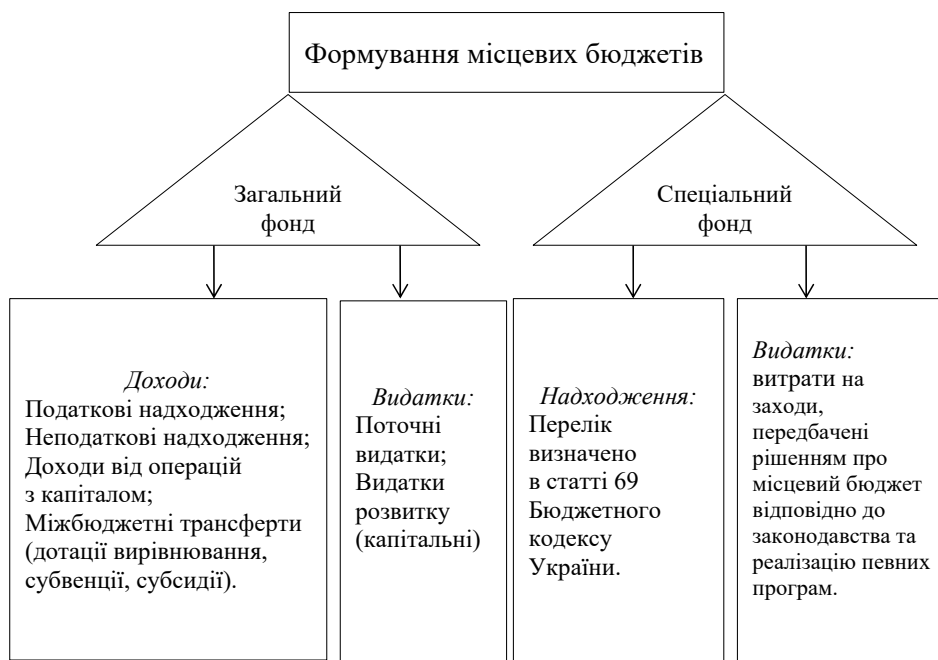 Формування місцевих бюджетів
Загальний
фонд
Спеціальний
фонд
Доходи:
Податкові надходження;
Неподаткові надходження;
Доходи від операцій
з капіталом;
Міжбюджетні трансферти
(дотації вирівнювання,
субвенції, субсидії).
Видатки:
Поточні
видатки;
Видатки
розвитку
(капітальні)
Надходження:
Перелік
визначено
в статті 69
Бюджетного
кодексу
України.
Видатки:
витрати на
заходи,
передбачені
рішенням про
місцевий бюджет
відповідно до
законодавства та
реалізацію певних
програм.